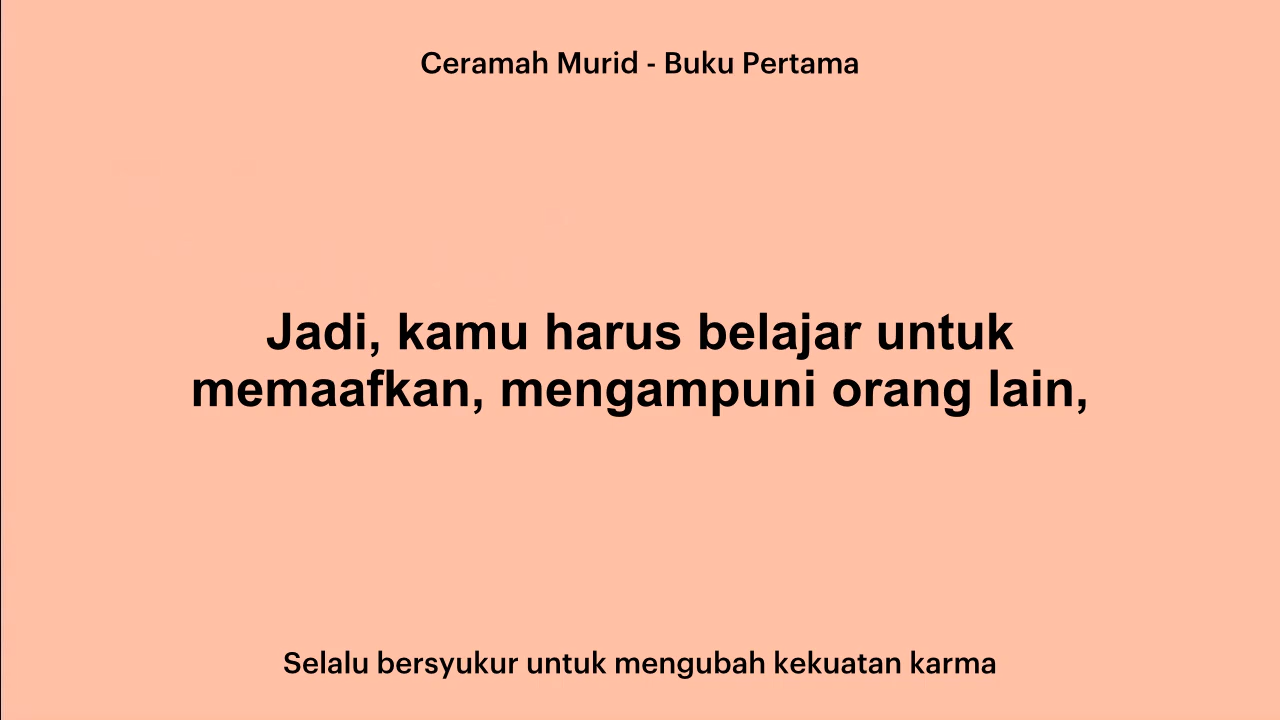 Ceramah Murid - Buku Pertama
Jadi, kamu harus belajar untuk
memaafkan, mengampuni orang lain,
Selalu bersyukur untuk mengubah kekuatan karma